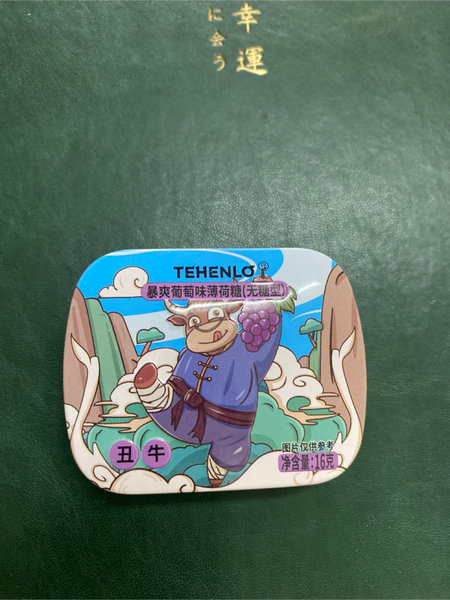 幸運
に会う
TEHENLO®
暴爽葡萄味薄荷糖(无糖型)
丑牛
图片仅供参考
净含量:16克